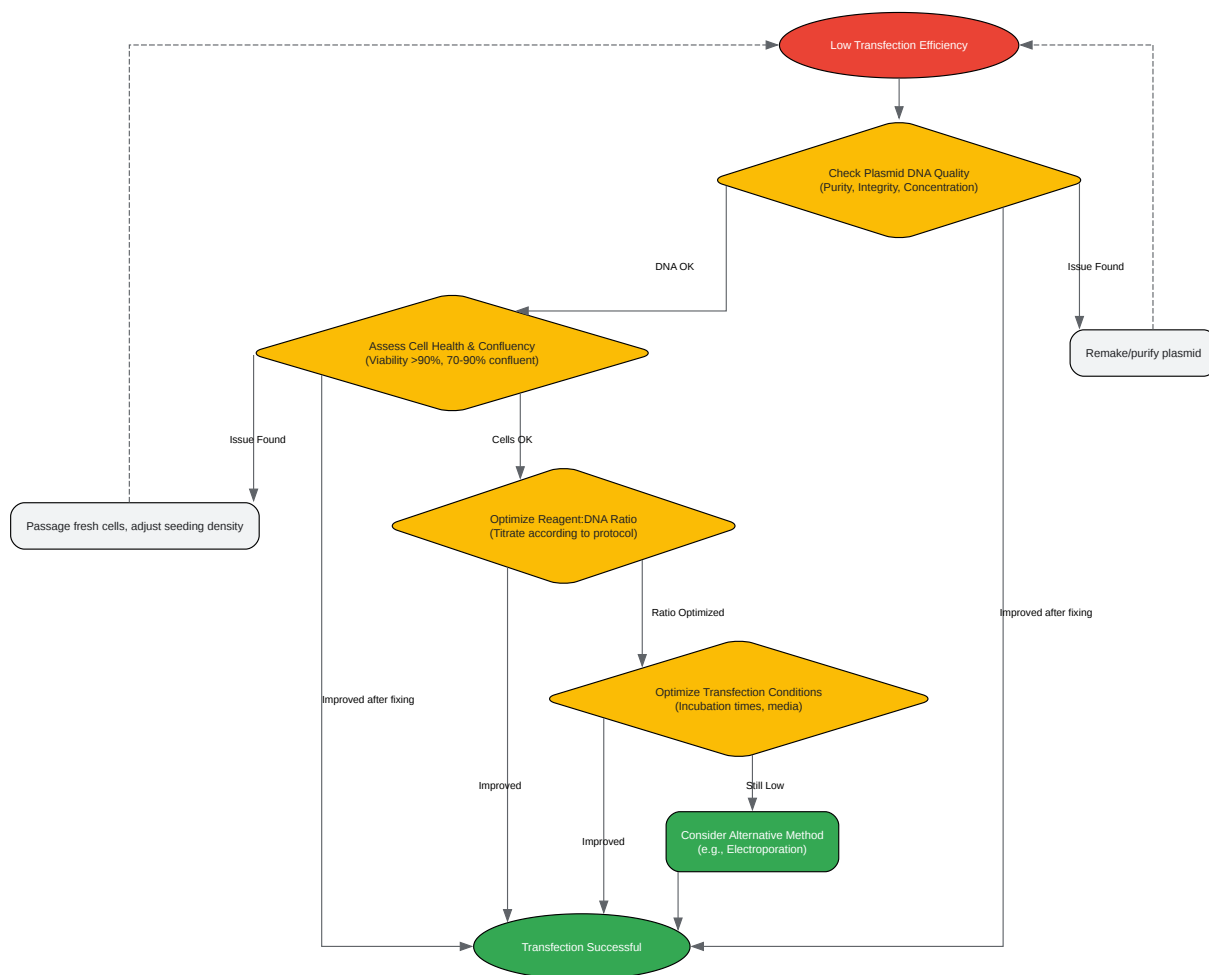 Low Transfection Efficiency
Check Plasmid DNA Quality
(Purity, Integrity, Concentration)
DNA OK
Issue Found
Assess Cell Health & Confluency
(Viability >90%, 70-90% confluent)
Remake/purify plasmid
Issue Found
Cells OK
Passage fresh cells, adjust seeding density
Optimize Reagent:DNA Ratio
(Titrate according to protocol)
Ratio Optimized
Improved after fixing
Optimize Transfection Conditions
(Incubation times, media)
Improved after fixing
Improved
Still Low
Consider Alternative Method
(e.g., Electroporation)
Improved
Transfection Successful